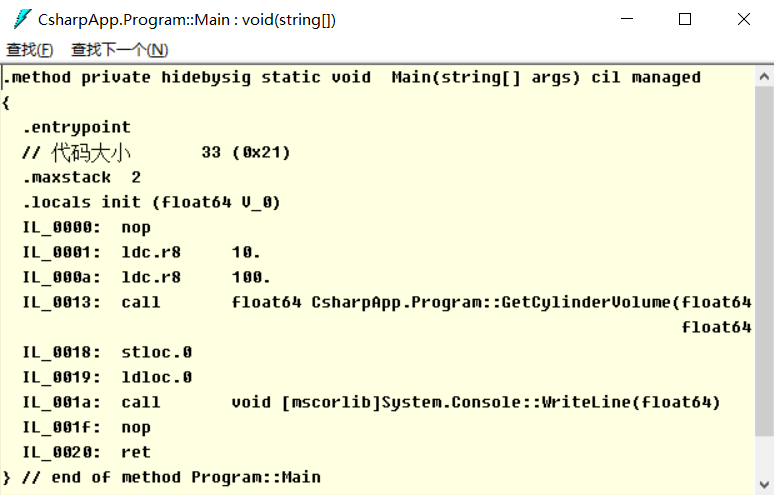 CsharpApp.Program::Main : void(string[])
查找(F) 查找下一个(N)
.method private hidebysig static void  Main(string[] args) cil managed
{
  .entrypoint
  // 代码大小       33 (0x21)
  .maxstack  2
  .locals init (float64 V_0)
  IL_0000:  nop
  IL_0001:  ldc.r8     10.
  IL_000a:  ldc.r8     100.
  IL_0013:  call       float64 CsharpApp.Program::GetCylinderVolume(float64
                                                                    float64
  IL_0018:  stloc.0
  IL_0019:  ldloc.0
  IL_001a:  call       void [mscorlib]System.Console::WriteLine(float64)
  IL_001f:  nop
  IL_0020:  ret
} // end of method Program::Main